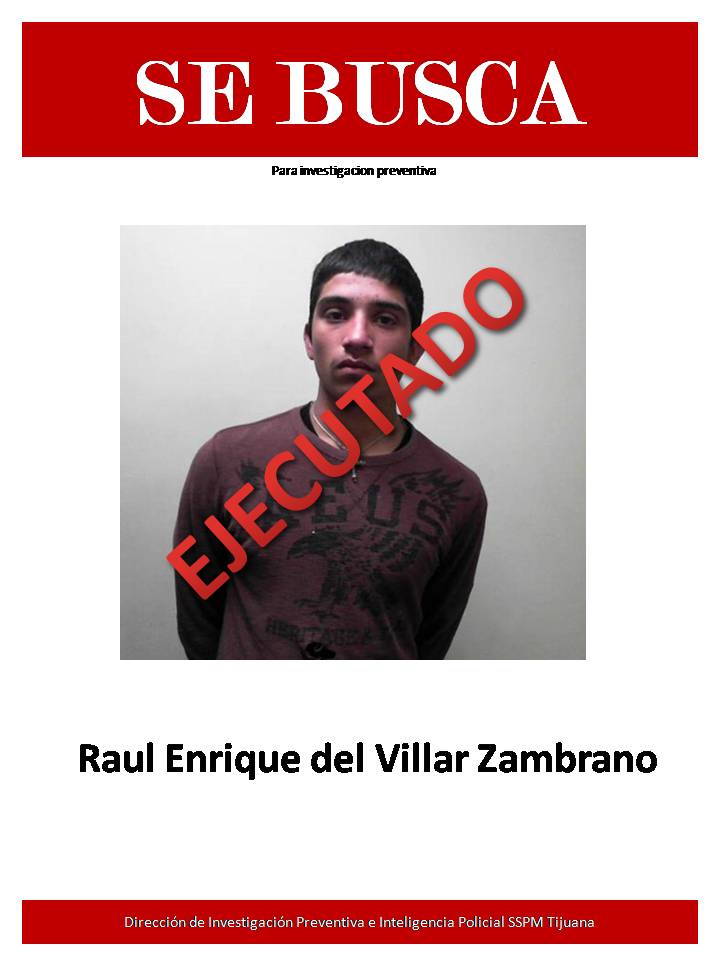 SE BUSCA
Para investigacion preventiva
EJECUTADO
HERITAGE
Raul Enrique del Villar Zambrano
Dirección de Investigación Preventiva e Inteligencia Policial SSPM Tijuana